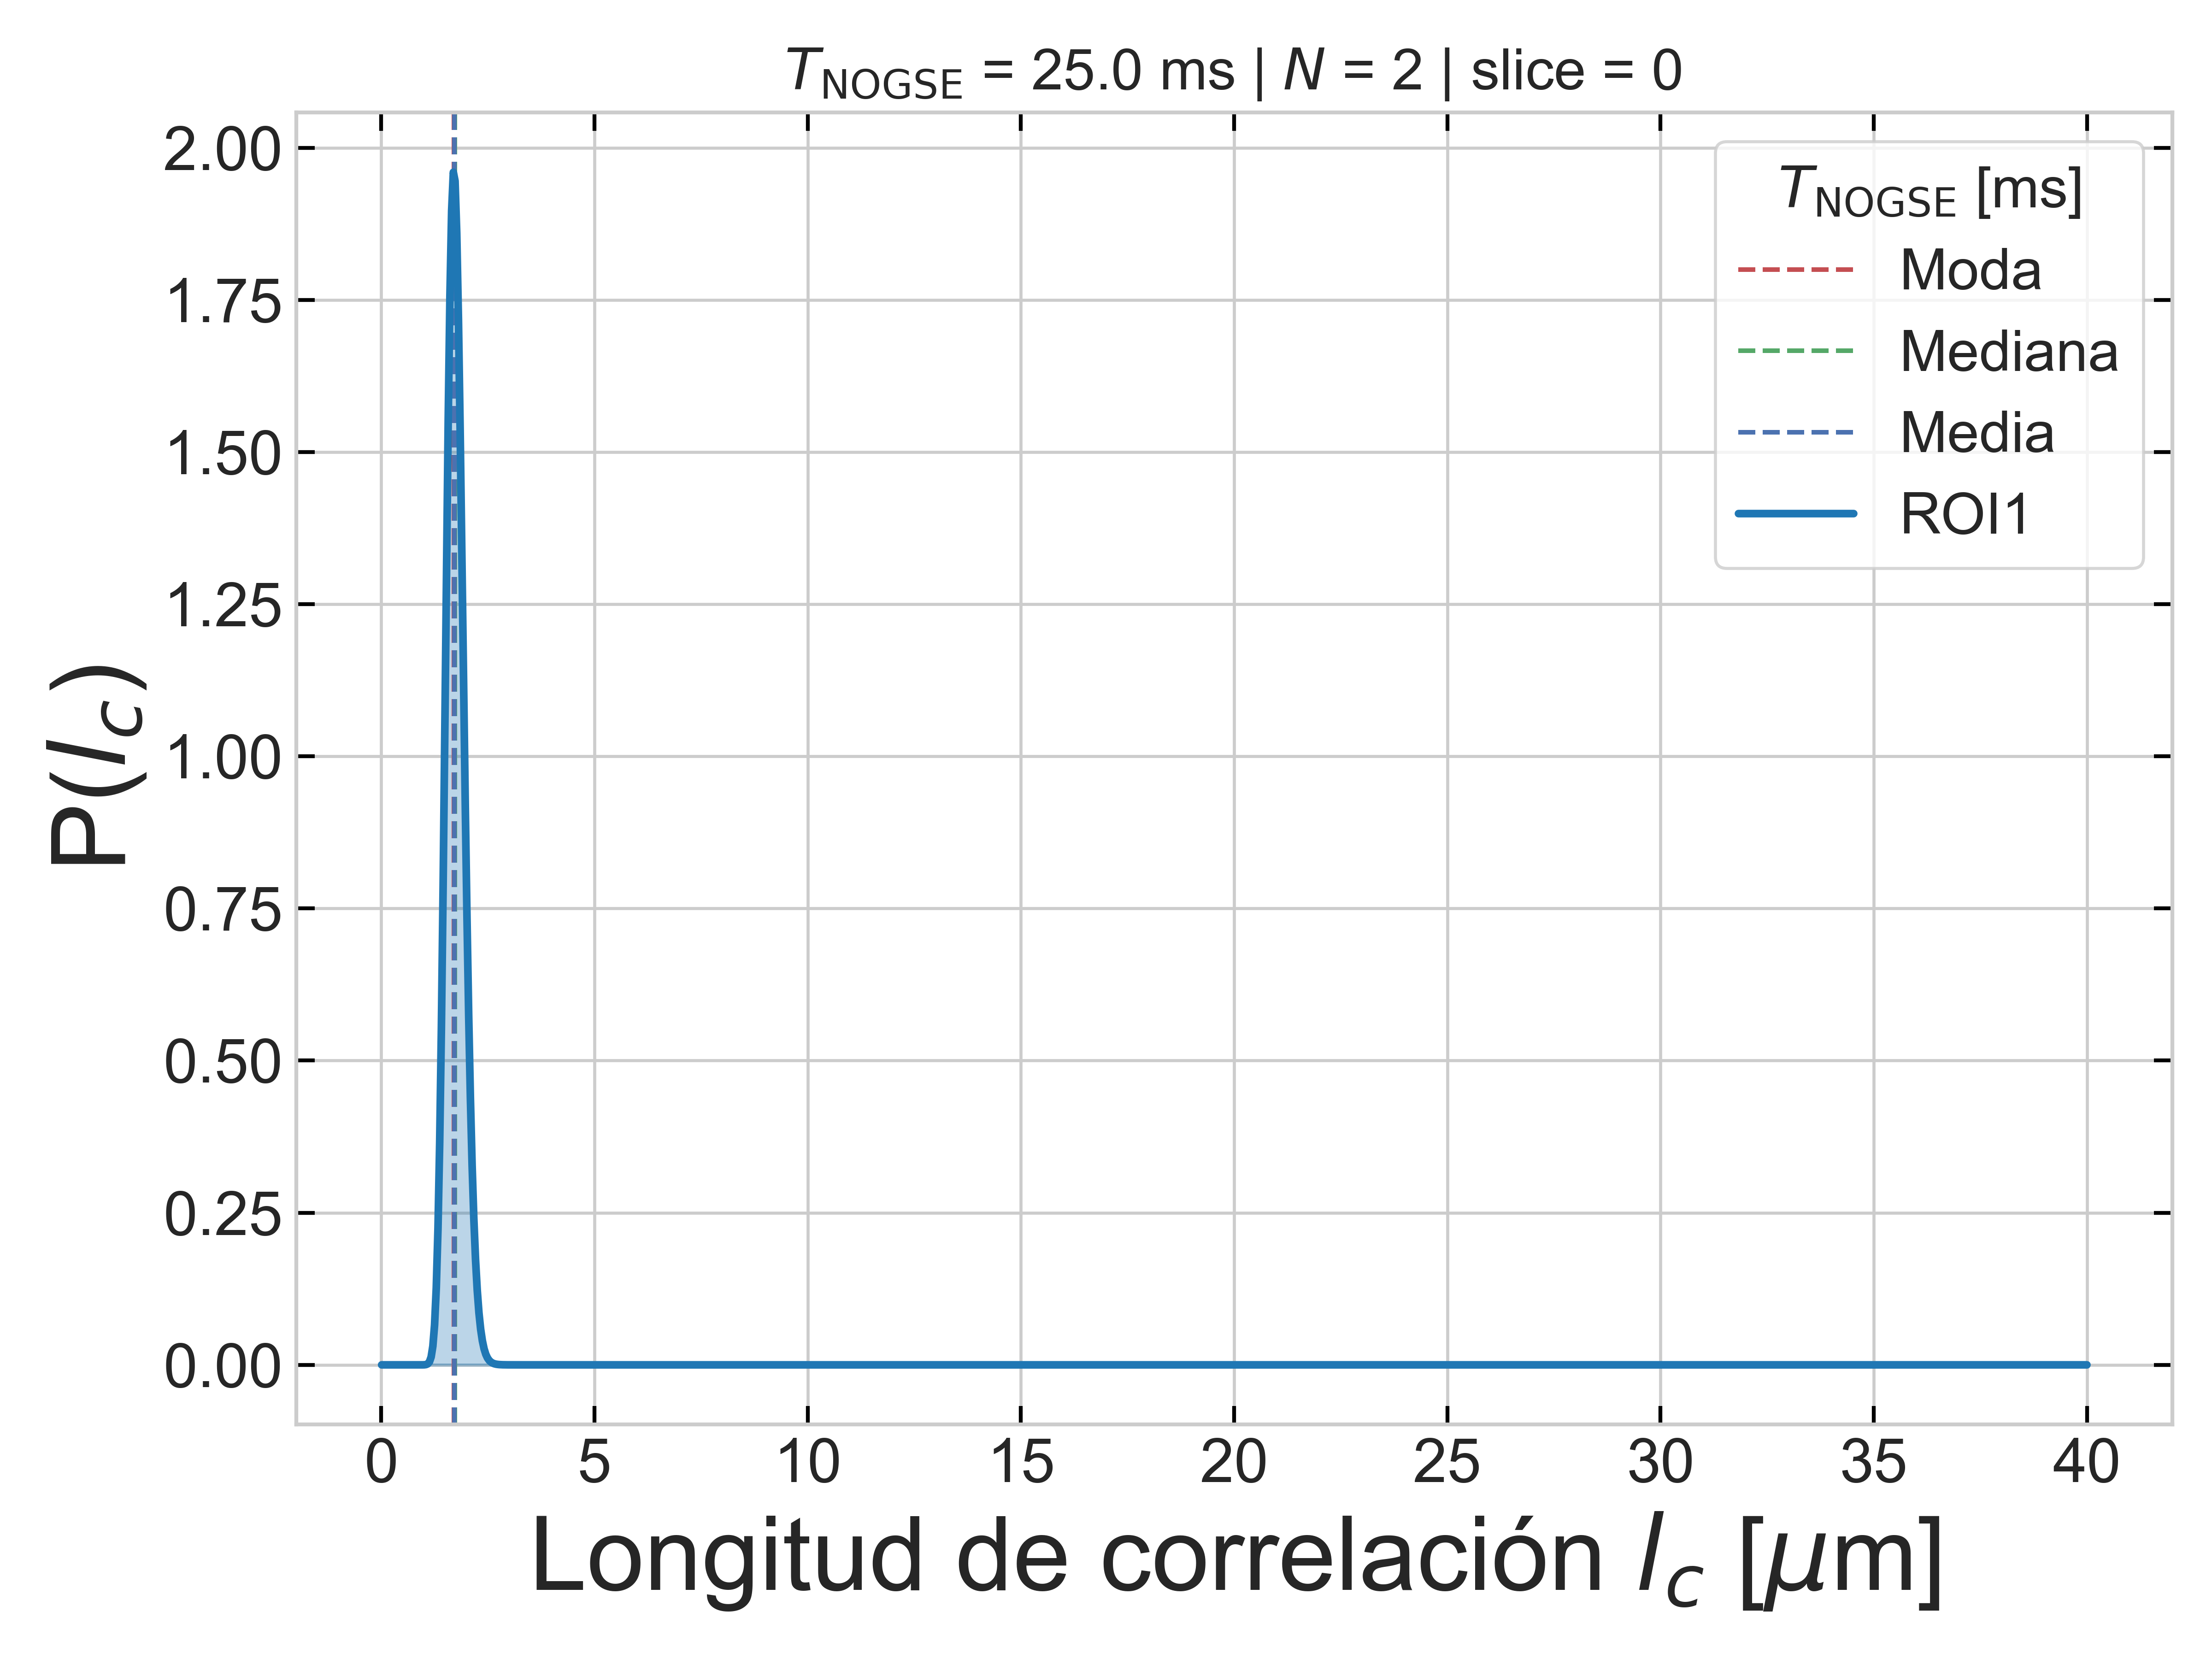 T_NOGSE = 25.0 ms | N = 2 | slice = 0
T_NOGSE [ms]
Moda
Mediana
Media
ROI1
P(l_c)
2.00
1.75
1.50
1.25
1.00
0.75
0.50
0.25
0.00
0 5 10 15 20 25 30 35 40
Longitud de correlación l_c [μm]